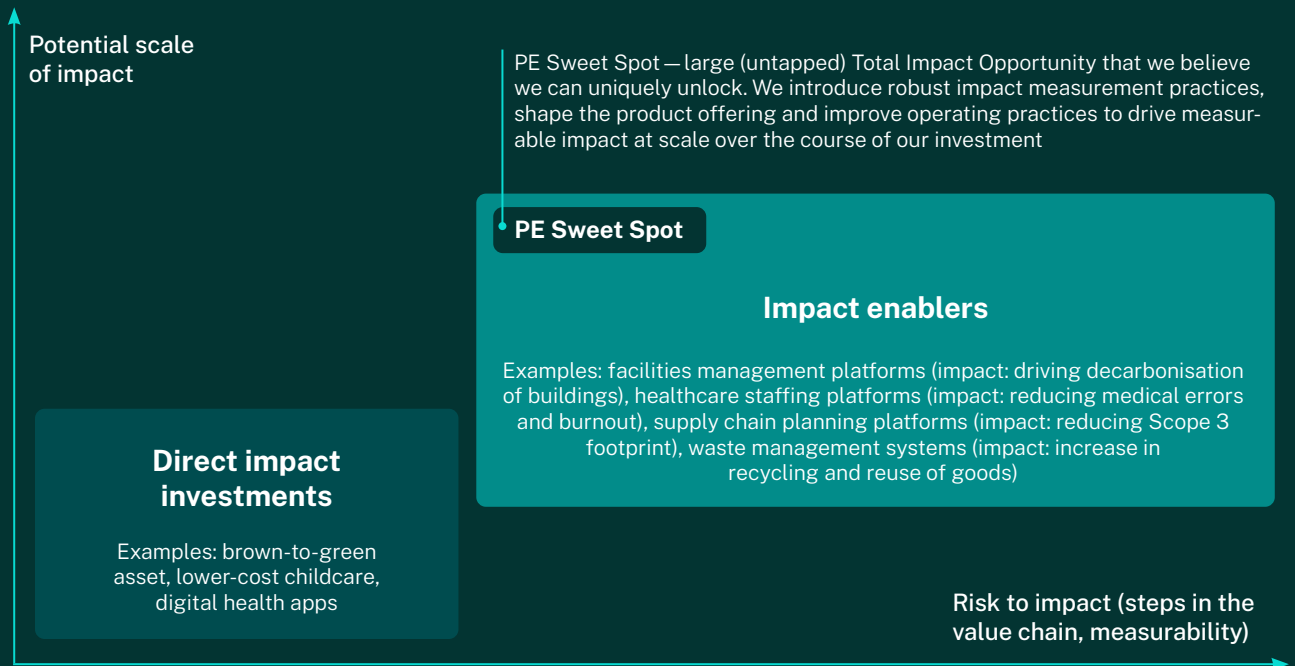 Potential scale
of impact
PE Sweet Spot — large (untapped) Total Impact Opportunity that we believe
we can uniquely unlock. We introduce robust impact measurement practices,
shape the product offering and improve operating practices to drive measur-
able impact at scale over the course of our investment
PE Sweet Spot
Impact enablers
Examples: facilities management platforms (impact: driving decarbonisation
of buildings), healthcare staffing platforms (impact: reducing medical errors
and burnout), supply chain planning platforms (impact: reducing Scope 3
footprint), waste management systems (impact: increase in
recycling and reuse of goods)
Direct impact
investments
Examples: brown-to-green
asset, lower-cost childcare,
digital health apps
Risk to impact (steps in the
value chain, measurability)